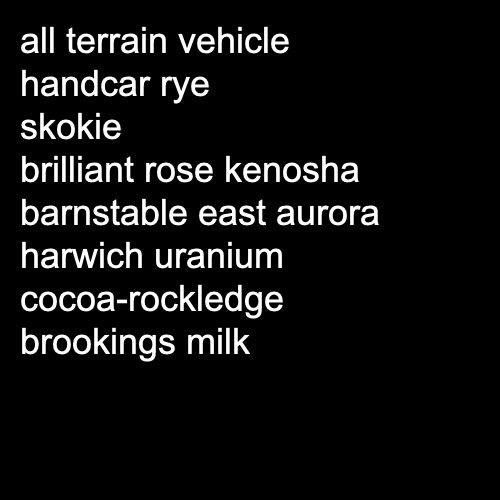 all terrain vehicle
handcar rye
skokie
brilliant rose kenosha
barnstable east aurora
harwich uranium
cocoa-rockledge
brookings milk